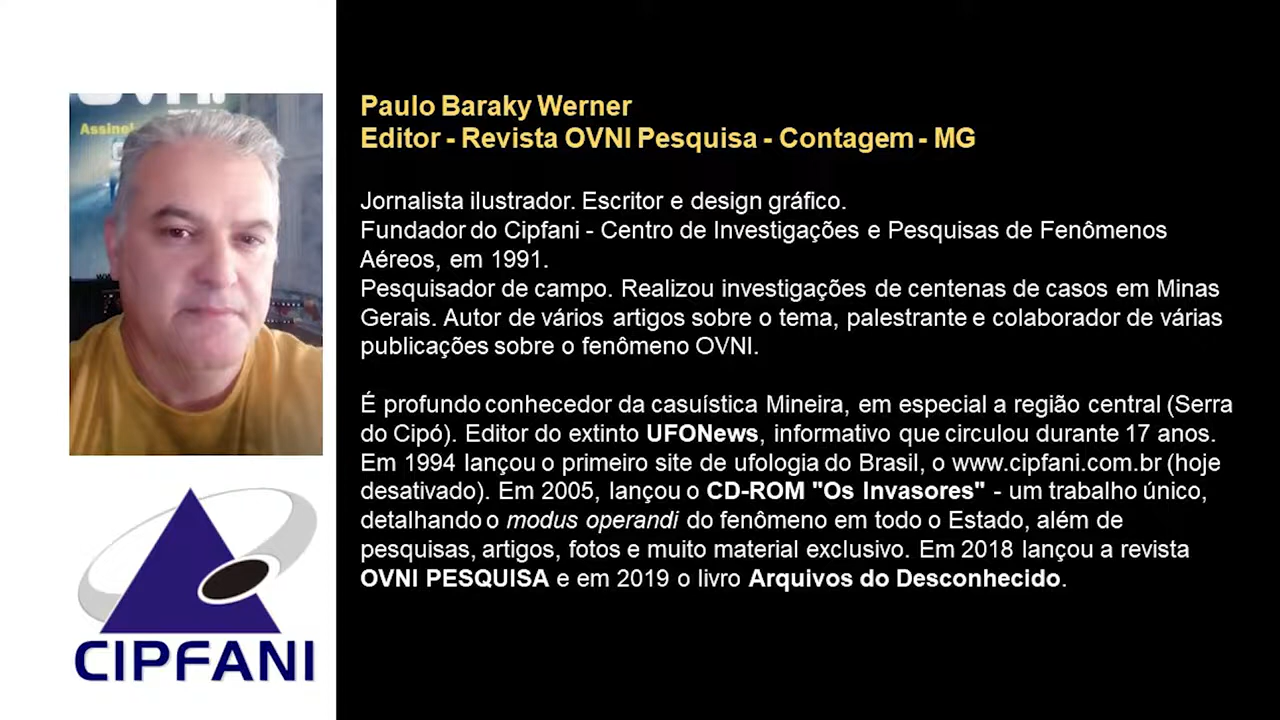 Assine!
Paulo Baraky Werner
Editor - Revista OVNI Pesquisa - Contagem - MG
Jornalista ilustrador. Escritor e design gráfico.
Fundador do Cipfani - Centro de Investigações e Pesquisas de Fenômenos
Aéreos, em 1991.
Pesquisador de campo. Realizou investigações de centenas de casos em Minas
Gerais. Autor de vários artigos sobre o tema, palestrante e colaborador de várias
publicações sobre o fenômeno OVNI.
É profundo conhecedor da casuística Mineira, em especial a região central (Serra
do Cipó). Editor do extinto UFONews, informativo que circulou durante 17 anos.
Em 1994 lançou o primeiro site de ufologia do Brasil, o www.cipfani.com.br (hoje
desativado). Em 2005, lançou o CD-ROM "Os Invasores" - um trabalho único,
detalhando o modus operandi do fenômeno em todo o Estado, além de
pesquisas, artigos, fotos e muito material exclusivo. Em 2018 lançou a revista
OVNI PESQUISA e em 2019 o livro Arquivos do Desconhecido.
CIPFANI